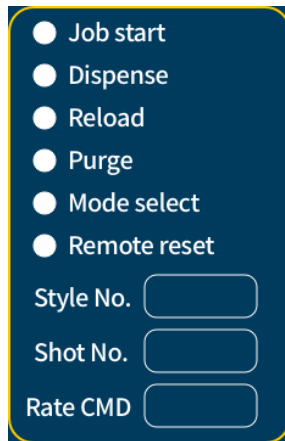 Job start
Dispense
Reload
Purge
Mode select
Remote reset
Style No.
Shot No.
Rate CMD